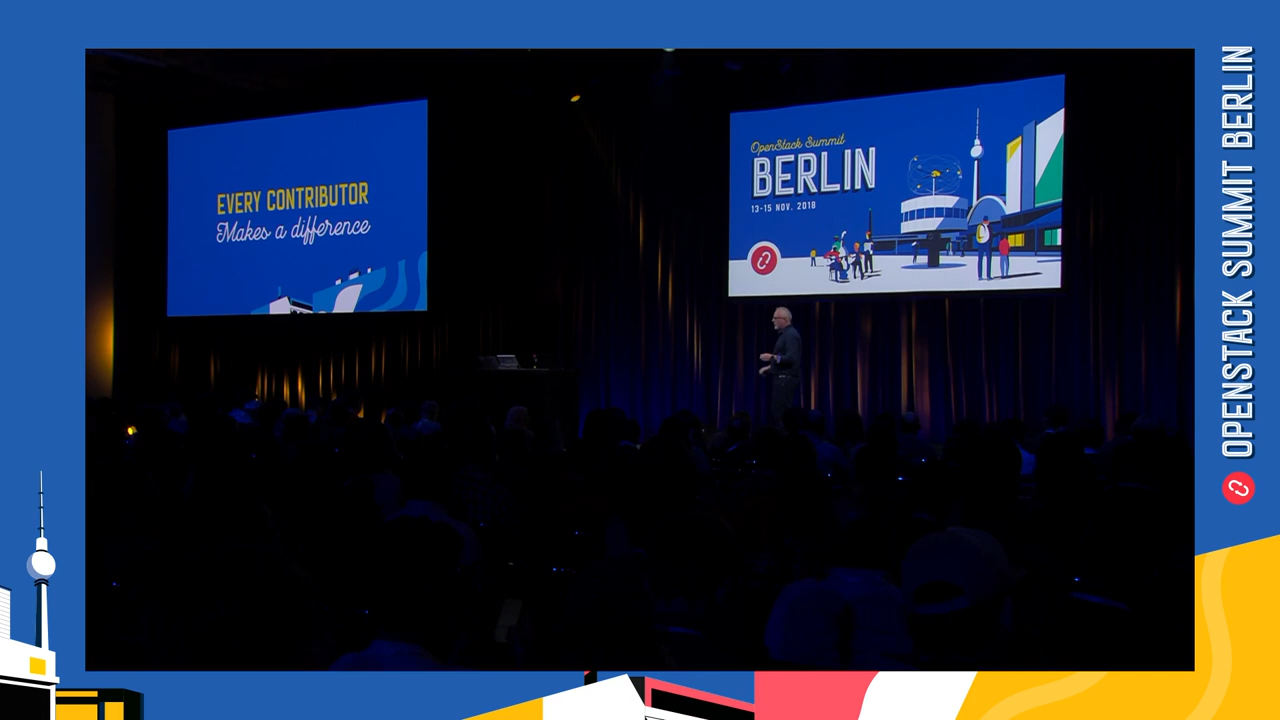 EVERY CONTRIBUTOR
Makes a difference
OpenStack Summit
BERLIN
13-15 NOV. 2018
OPENSTACK SUMMIT BERLIN